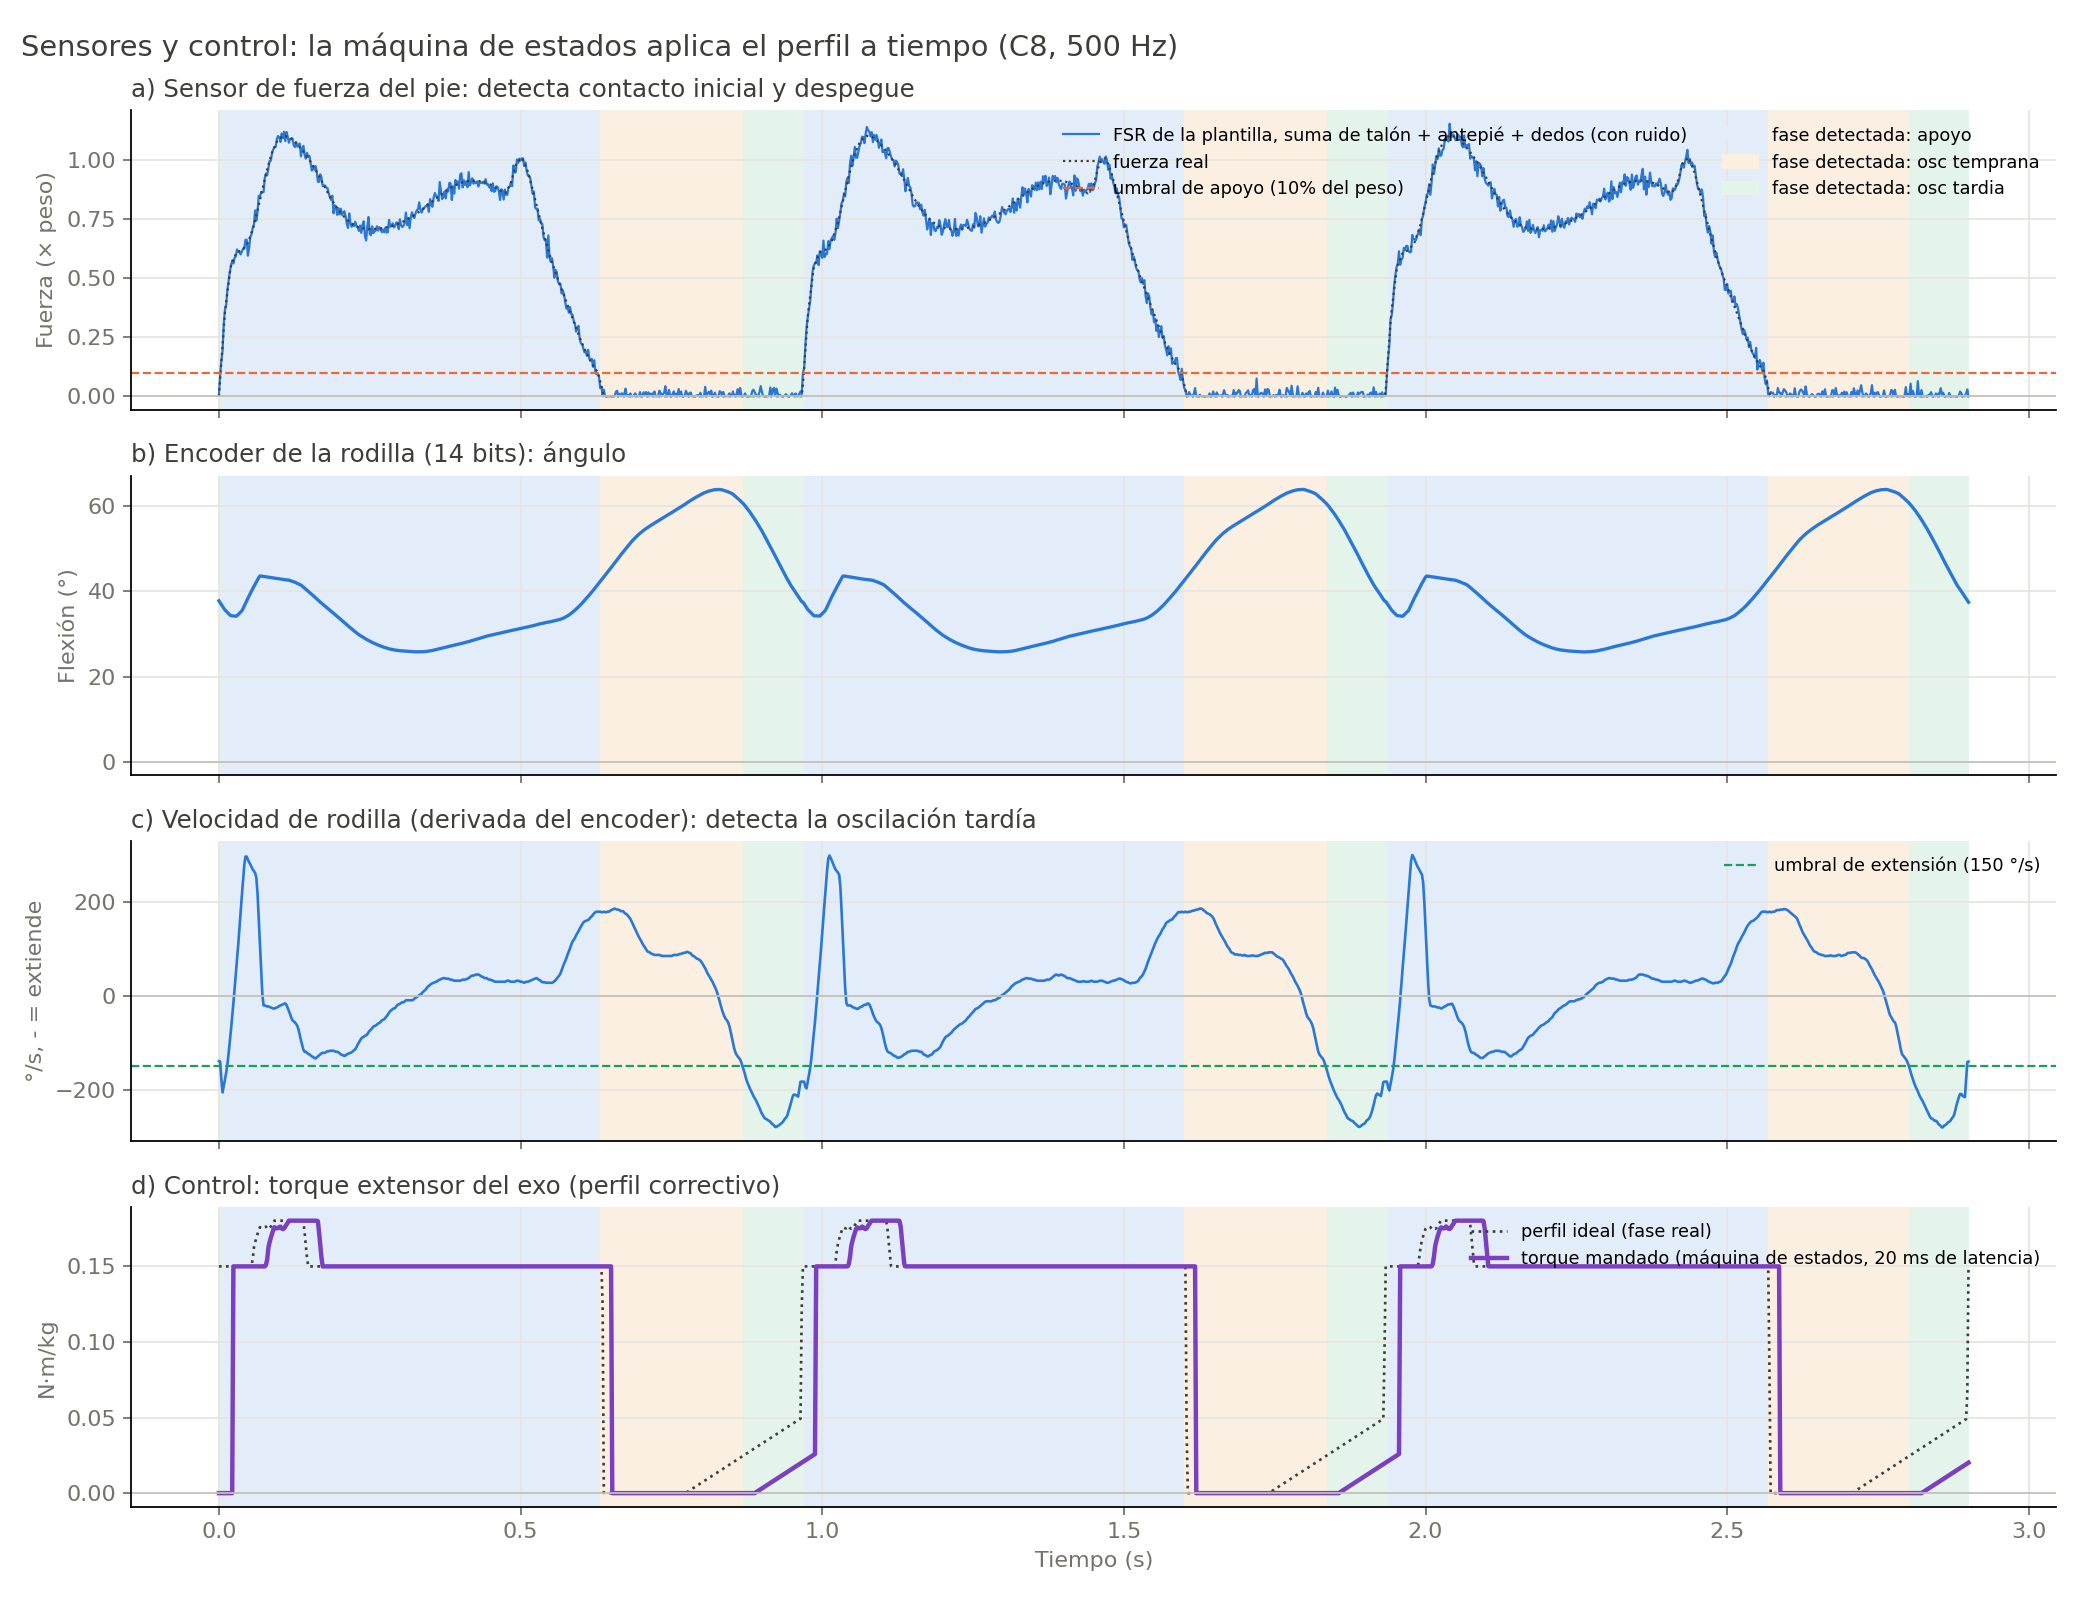 Sensores y control: la máquina de estados aplica el perfil a tiempo (C8, 500 Hz)
a) Sensor de fuerza del pie: detecta contacto inicial y despegue
FSR de la plantilla, suma de talón + antepié + dedos (con ruido)
fuerza real
umbral de apoyo (10% del peso)
fase detectada: apoyo
fase detectada: osc temprana
fase detectada: osc tardia
Fuerza (× peso)
1.00
0.75
0.50
0.25
0.00
b) Encoder de la rodilla (14 bits): ángulo
Flexión (°)
60
40
20
0
c) Velocidad de rodilla (derivada del encoder): detecta la oscilación tardía
umbral de extensión (150 °/s)
°/s, - = extiende
200
0
−200
d) Control: torque extensor del exo (perfil correctivo)
perfil ideal (fase real)
torque mandado (máquina de estados, 20 ms de latencia)
N·m/kg
0.15
0.10
0.05
0.00
0.0 0.5 1.0 1.5 2.0 2.5 3.0
Tiempo (s)